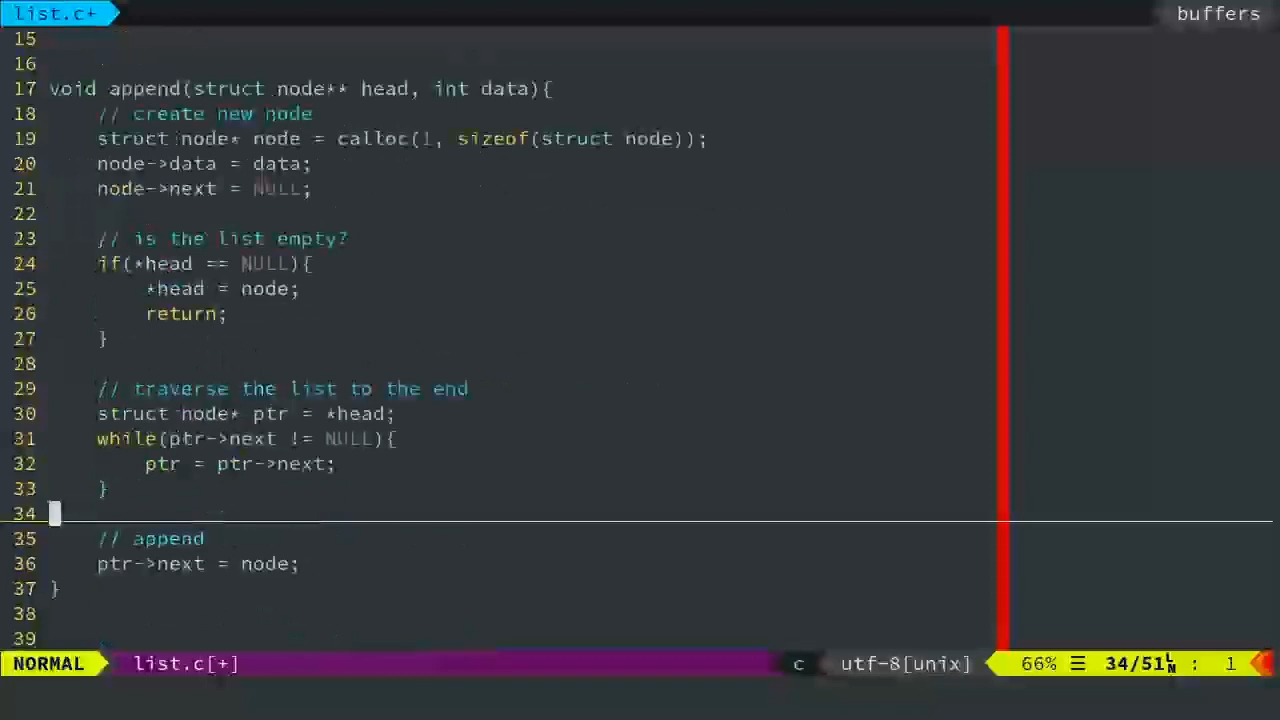 list.c+ buffers
15
16
17 void append(struct node** head, int data){
18     // create new node
19     struct node* node = calloc(1, sizeof(struct node));
20     node->data = data;
21     node->next = NULL;
22
23     // is the list empty?
24     if(*head == NULL){
25         *head = node;
26         return;
27     }
28
29     // traverse the list to the end
30     struct node* ptr = *head;
31     while(ptr->next != NULL){
32         ptr = ptr->next;
33     }
34
35     // append
36     ptr->next = node;
37 }
38
39
NORMAL list.c[+] c utf-8[unix] 66% ☰ 34/51 : 1